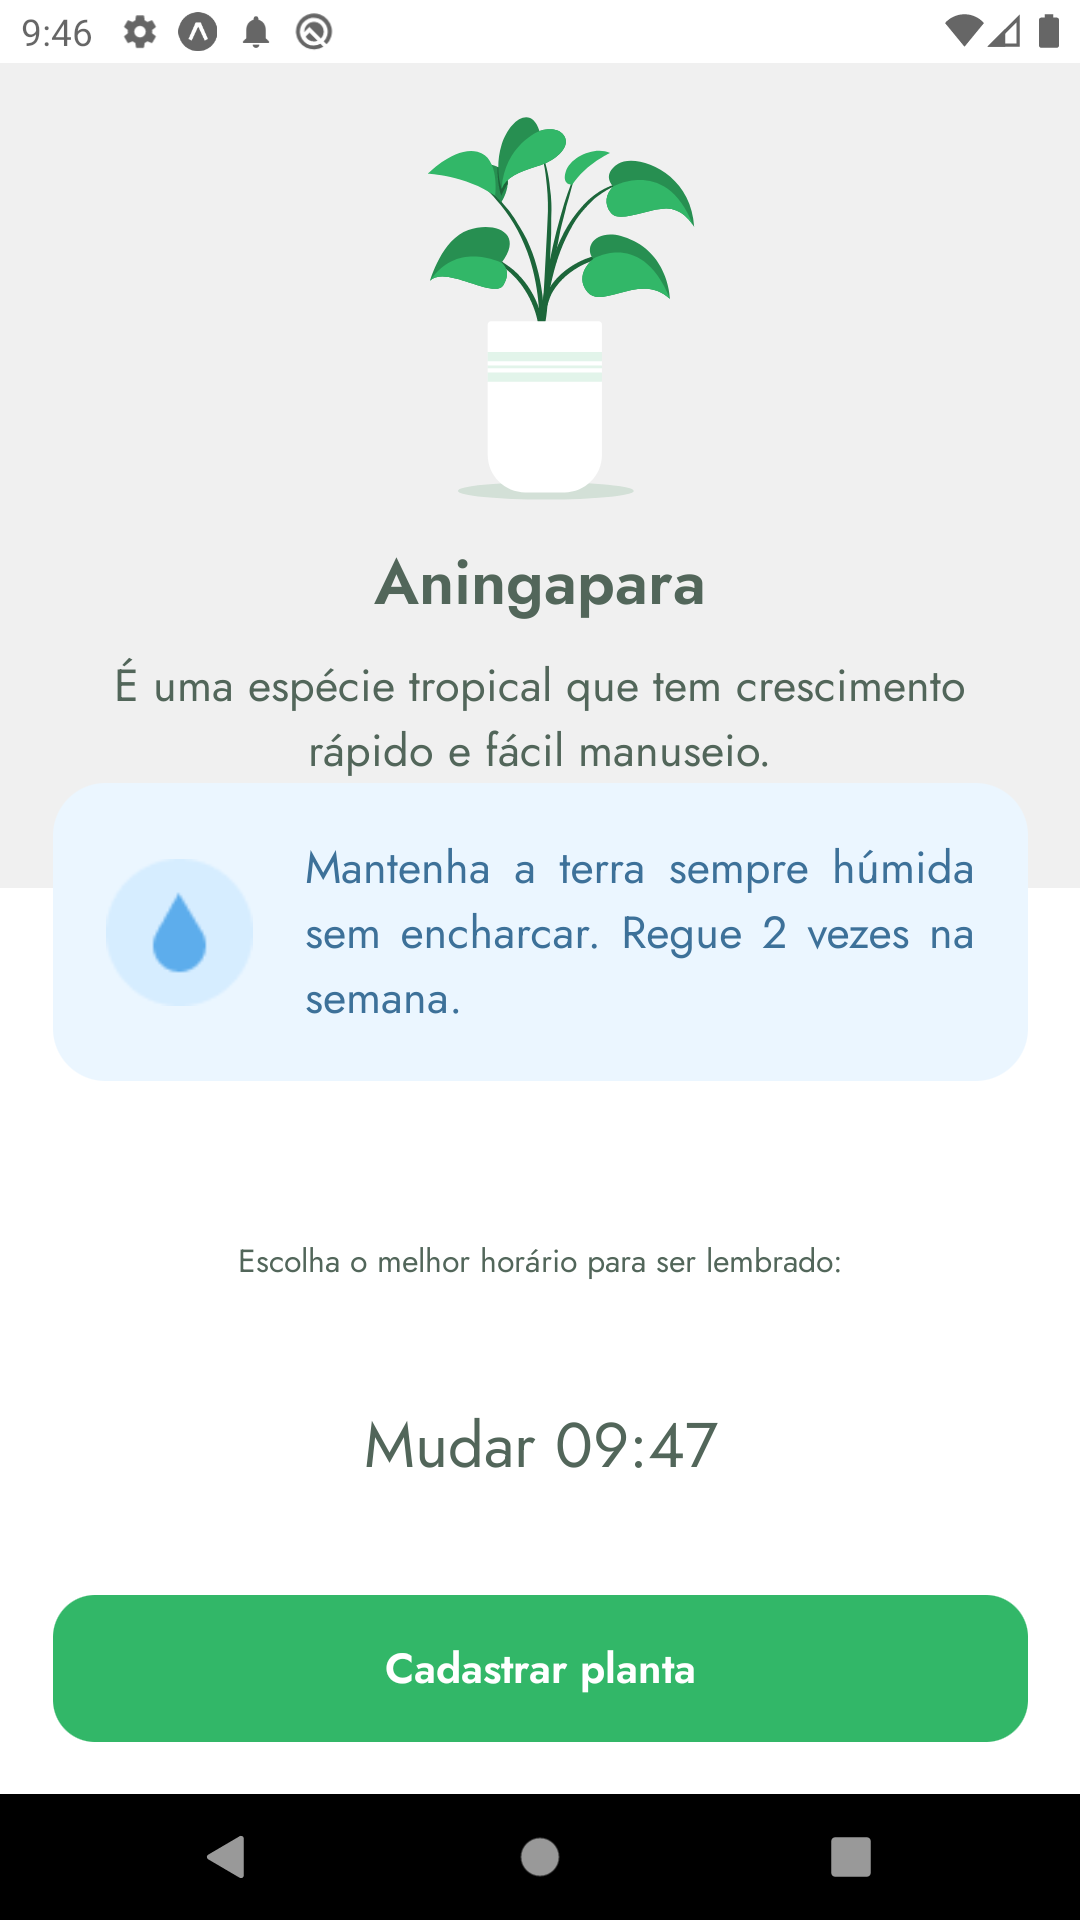 9:46
Aningapara
É uma espécie tropical que tem crescimento
rápido e fácil manuseio.
Mantenha a terra sempre húmida
sem encharcar. Regue 2 vezes na
semana.
Escolha o melhor horário para ser lembrado:
Mudar 09:47
Cadastrar planta